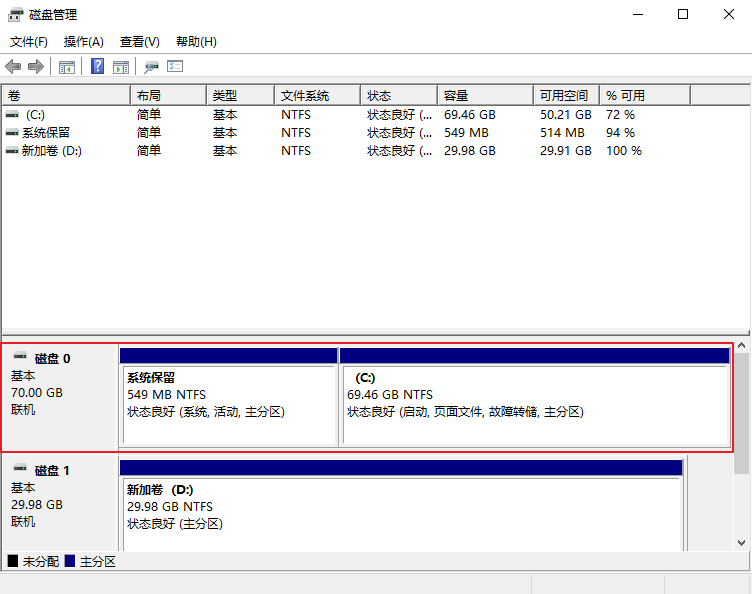 磁盘管理
文件(F) 操作(A) 查看(V) 帮助(H)
卷 布局 类型 文件系统 状态 容量 可用空间 % 可用
(C:) 简单 基本 NTFS 状态良好 (... 69.46 GB 50.21 GB 72 %
系统保留 简单 基本 NTFS 状态良好 (... 549 MB 514 MB 94 %
新加卷 (D:) 简单 基本 NTFS 状态良好 (... 29.98 GB 29.91 GB 100 %
磁盘 0
基本
70.00 GB
联机
系统保留
549 MB NTFS
状态良好 (系统, 活动, 主分区)
(C:)
69.46 GB NTFS
状态良好 (启动, 页面文件, 故障转储, 主分区)
磁盘 1
基本
29.98 GB
联机
新加卷 (D:)
29.98 GB NTFS
状态良好 (主分区)
未分配 主分区